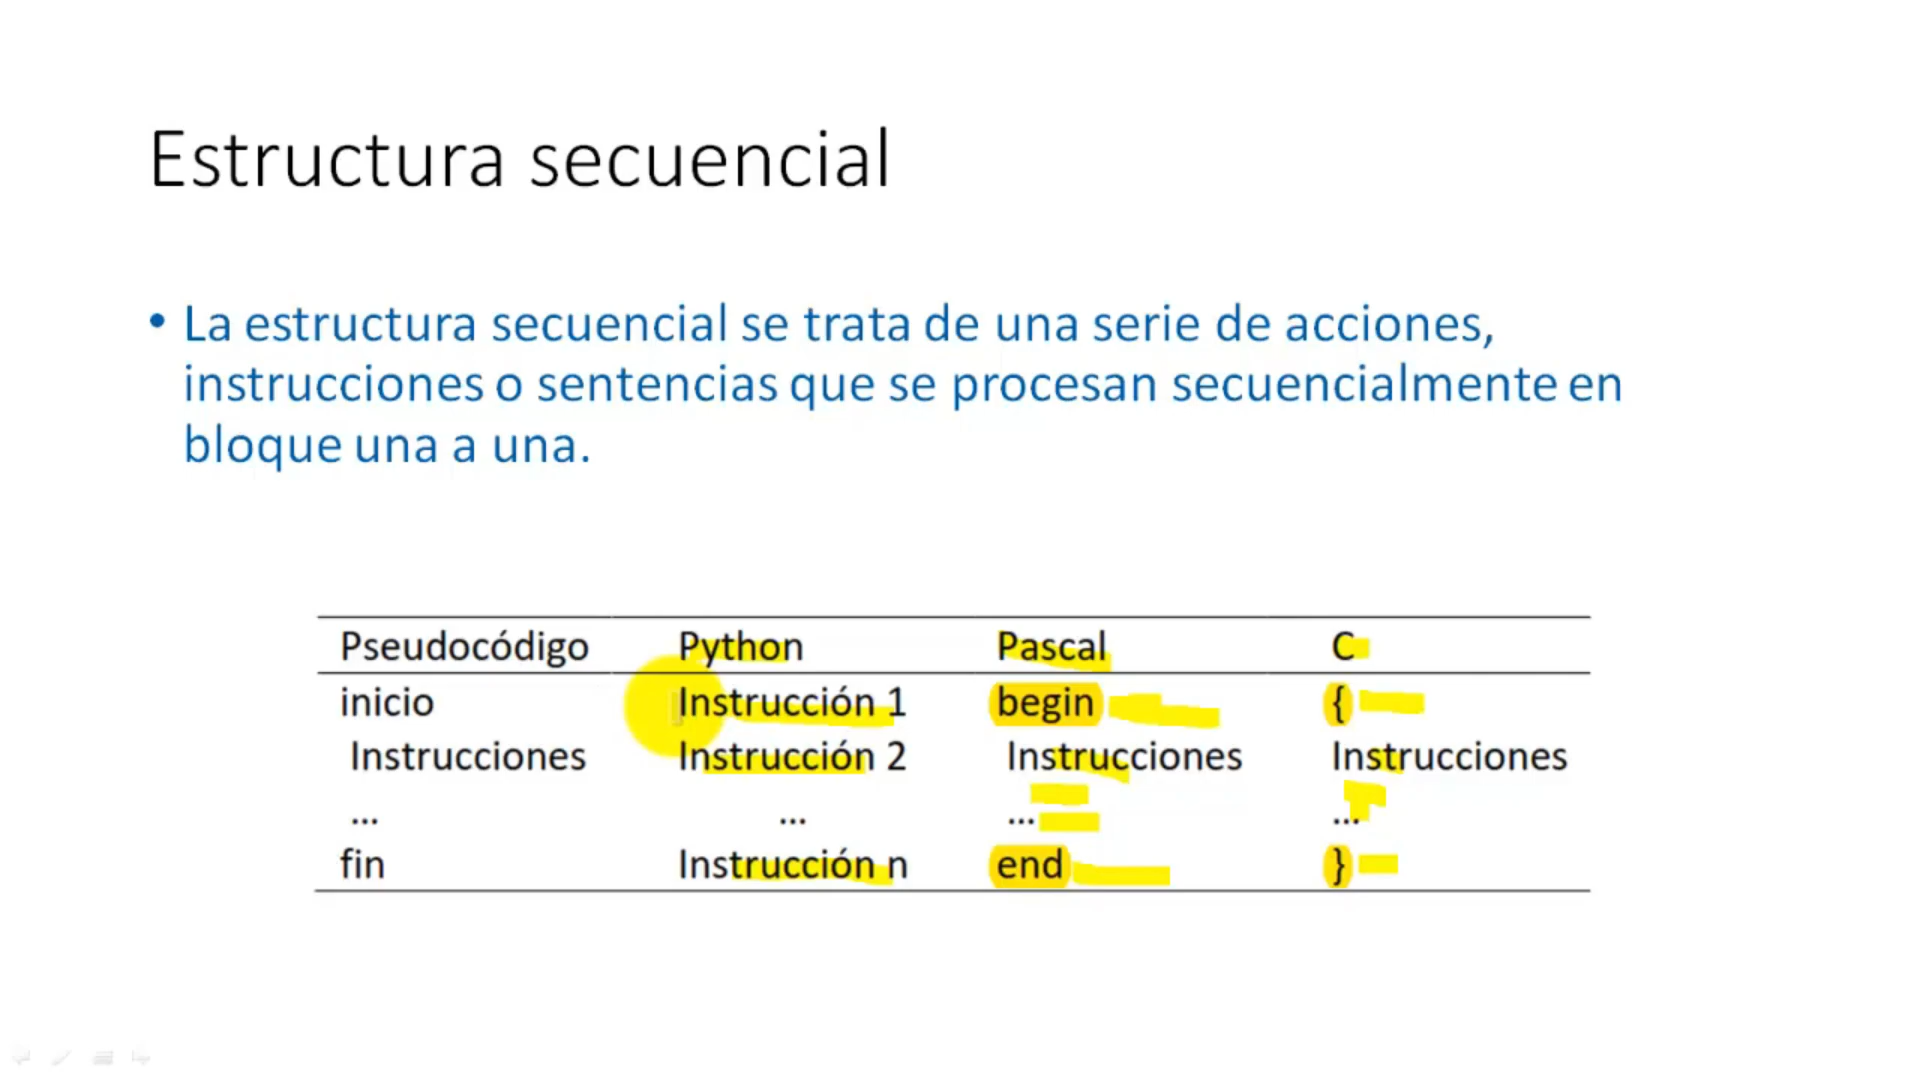 Estructura secuencial
• La estructura secuencial se trata de una serie de acciones,
instrucciones o sentencias que se procesan secuencialmente en
bloque una a una.
Pseudocódigo Python Pascal C
inicio Instrucción 1 begin {
Instrucciones Instrucción 2 Instrucciones Instrucciones
... ... ... ...
fin Instrucción n end }